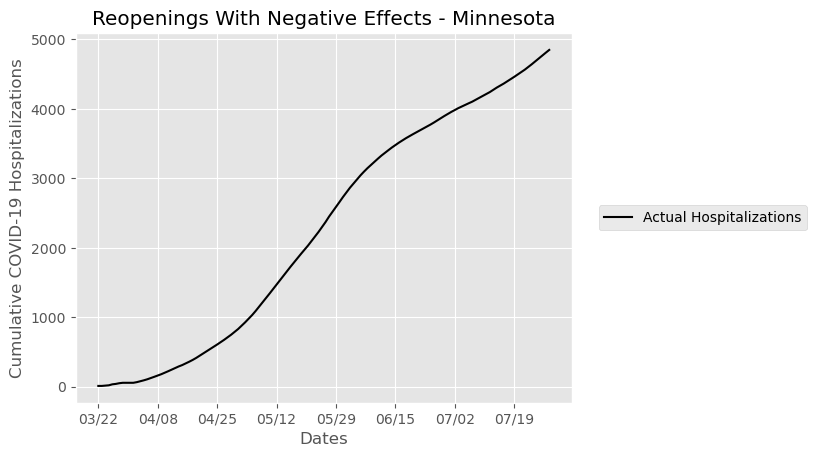 Reopenings With Negative Effects - Minnesota
Cumulative COVID-19 Hospitalizations
5000
4000
3000
2000
1000
0
03/22 04/08 04/25 05/12 05/29 06/15 07/02 07/19
Dates
Actual Hospitalizations